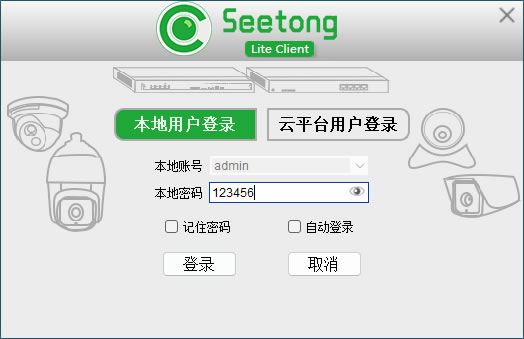 Seetong
Lite Client
本地用户登录
云平台用户登录
本地账号 admin
本地密码 123456
记住密码
自动登录
登录
取消